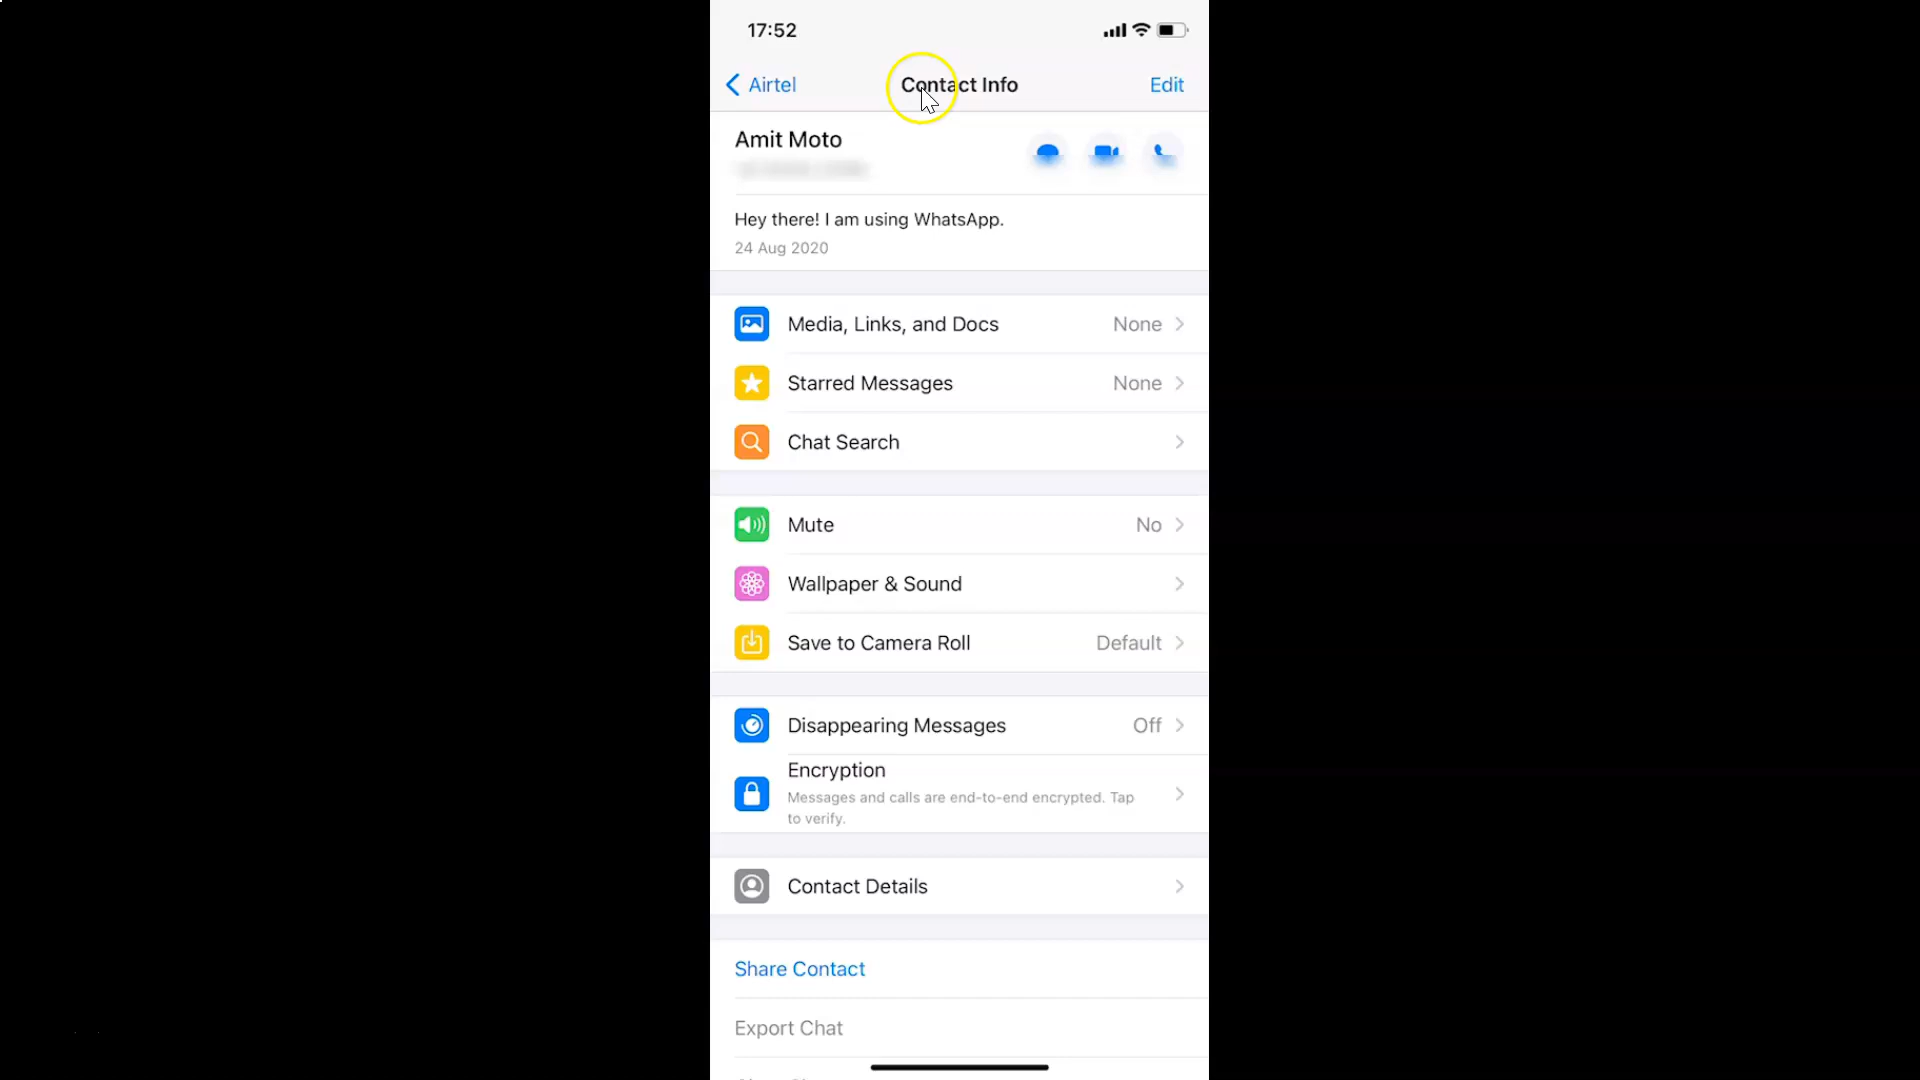 17:52
Airtel
Contact Info
Edit
Amit Moto
Hey there! I am using WhatsApp.
24 Aug 2020
Media, Links, and Docs
None
Starred Messages
None
Chat Search
Mute
No
Wallpaper & Sound
Save to Camera Roll
Default
Disappearing Messages
Off
Encryption
Messages and calls are end-to-end encrypted. Tap
to verify.
Contact Details
Share Contact
Export Chat